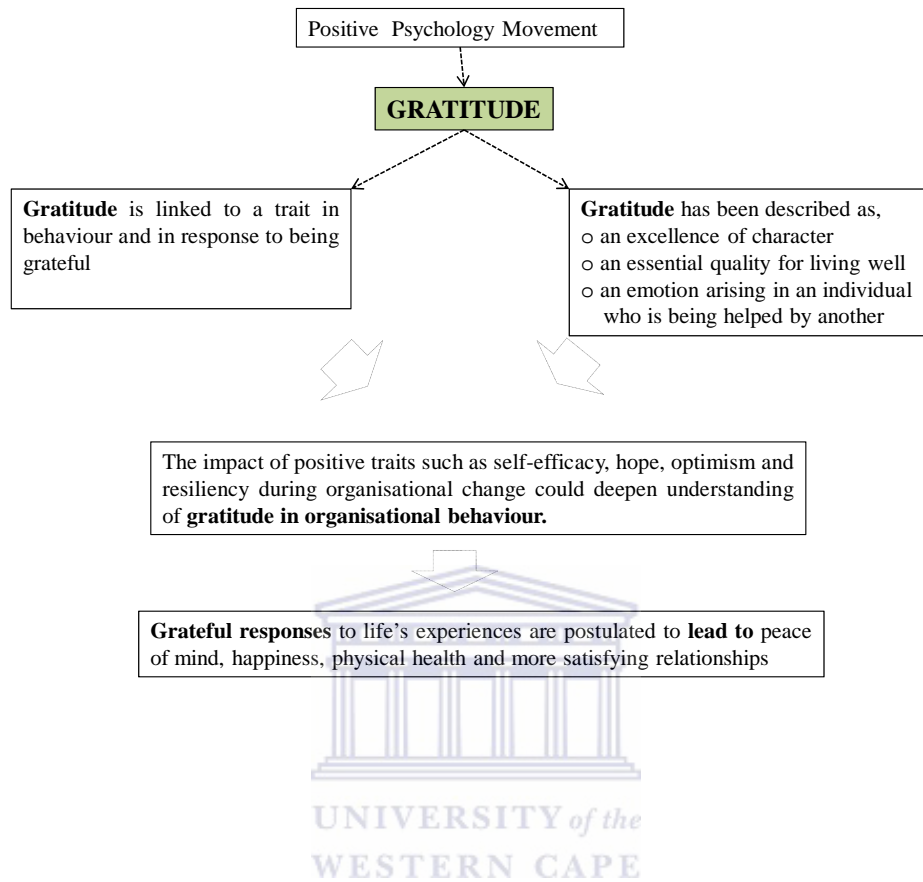 Positive Psychology Movement
GRATITUDE
Gratitude is linked to a trait in
behaviour and in response to being
grateful
Gratitude has been described as,
o an excellence of character
o an essential quality for living well
o an emotion arising in an individual
who is being helped by another
The impact of positive traits such as self-efficacy, hope, optimism and
resiliency during organisational change could deepen understanding
of gratitude in organisational behaviour.
Grateful responses to life's experiences are postulated to lead to peace
of mind, happiness, physical health and more satisfying relationships
UNIVERSITY of the
WESTERN CAPE